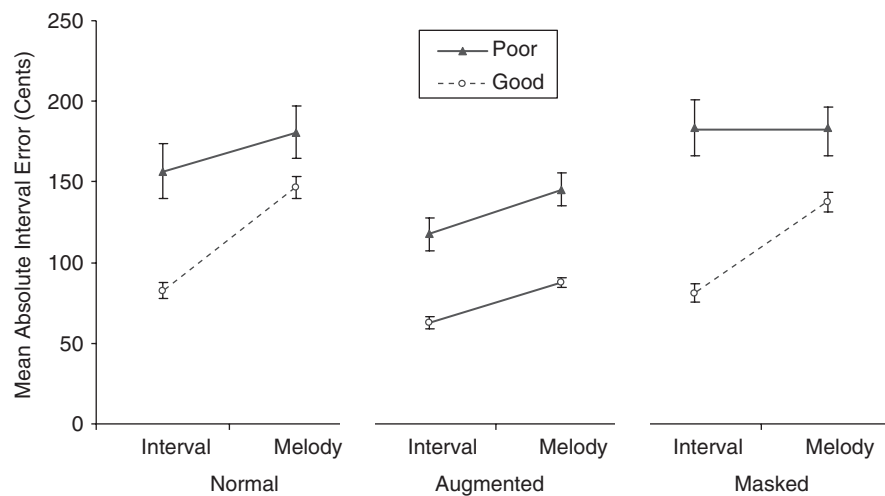 Mean Absolute Interval Error (Cents)
250
200
150
100
50
0
Poor
Good
Interval Melody Interval Melody Interval Melody
Normal Augmented Masked